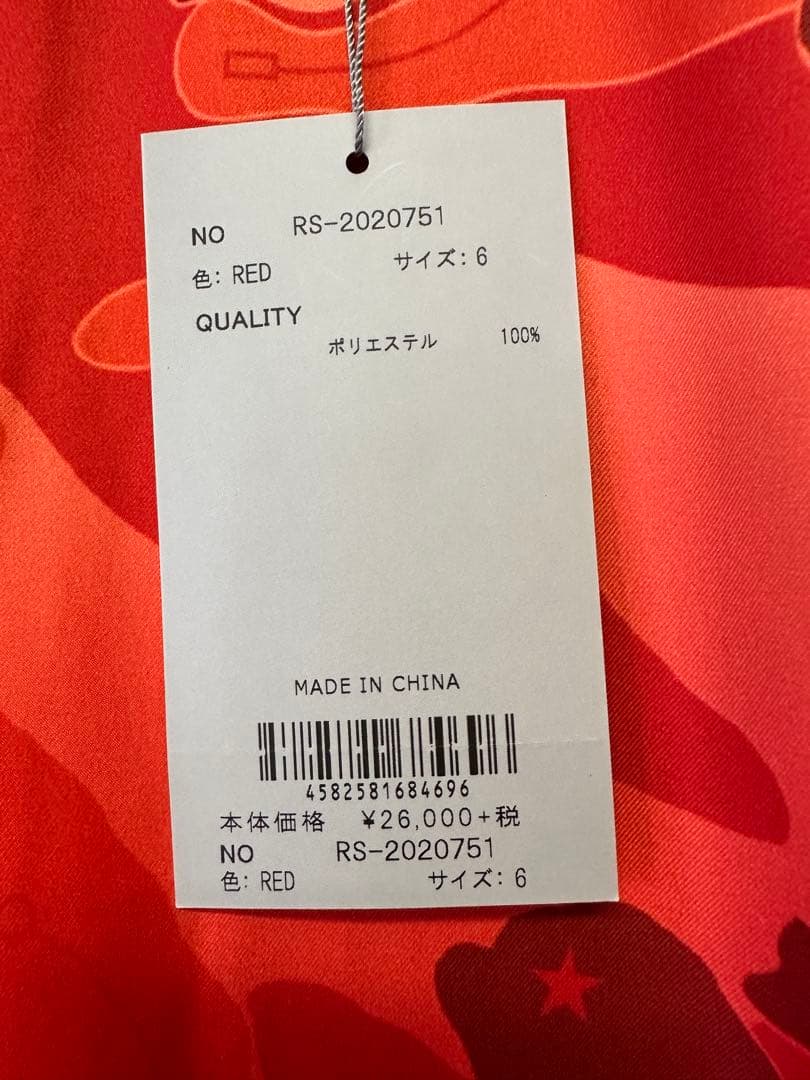 NO RS-2020751
色: RED サイズ: 6
QUALITY
ポリエステル 100%
MADE IN CHINA
4582581684696
本体価格 ¥26,000+税
NO RS-2020751
色: RED サイズ: 6